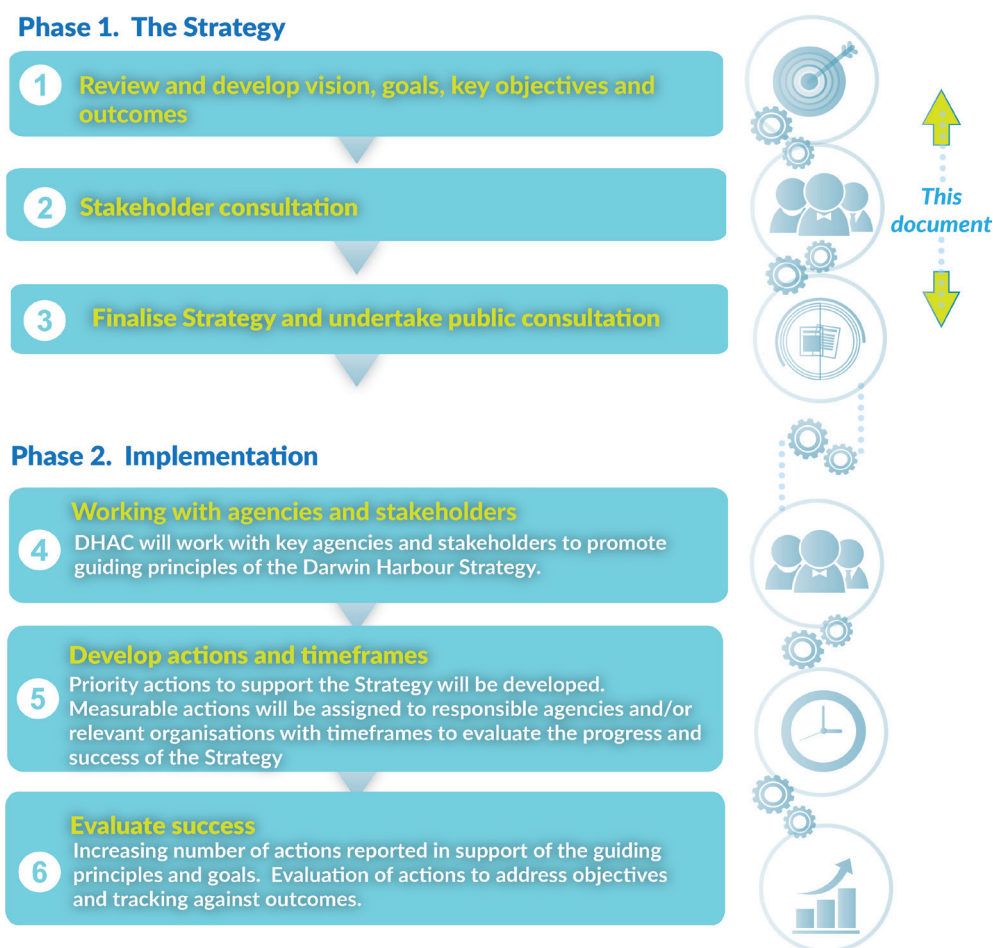 Phase 1. The Strategy
1
Review and develop vision, goals, key objectives and
outcomes
2
Stakeholder consultation
3
Finalise Strategy and undertake public consultation
This
document
Phase 2. Implementation
4
Working with agencies and stakeholders
DHAC will work with key agencies and stakeholders to promote
guiding principles of the Darwin Harbour Strategy.
5
Develop actions and timeframes
Priority actions to support the Strategy will be developed.
Measurable actions will be assigned to responsible agencies and/or
relevant organisations with timeframes to evaluate the progress and
success of the Strategy
6
Evaluate success
Increasing number of actions reported in support of the guiding
principles and goals. Evaluation of actions to address objectives
and tracking against outcomes.